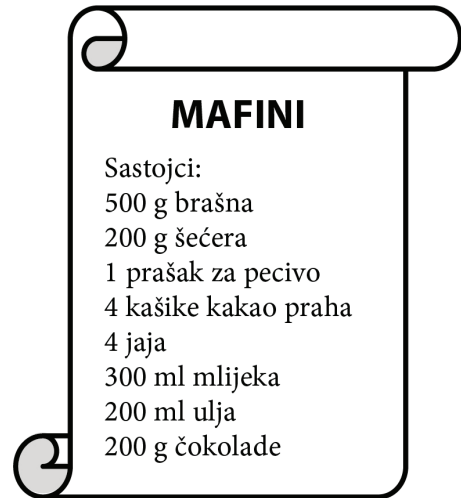 MAFINI
Sastojci:
500 g brašna
200 g šećera
1 prašak za pecivo
4 kašike kakao praha
4 jaja
300 ml mlijeka
200 ml ulja
200 g čokolade